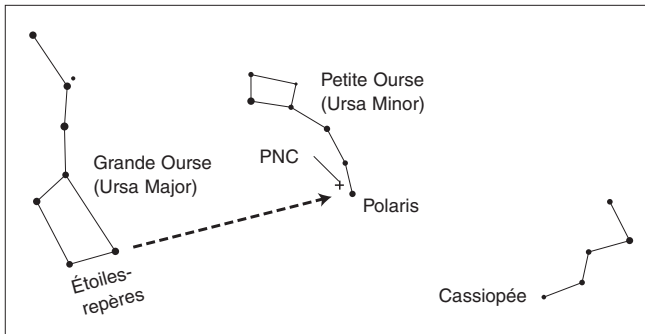 Petite Ourse
(Ursa Minor)
PNC
Grande Ourse
(Ursa Major)
Polaris
Étoiles-
repères
Cassiopée